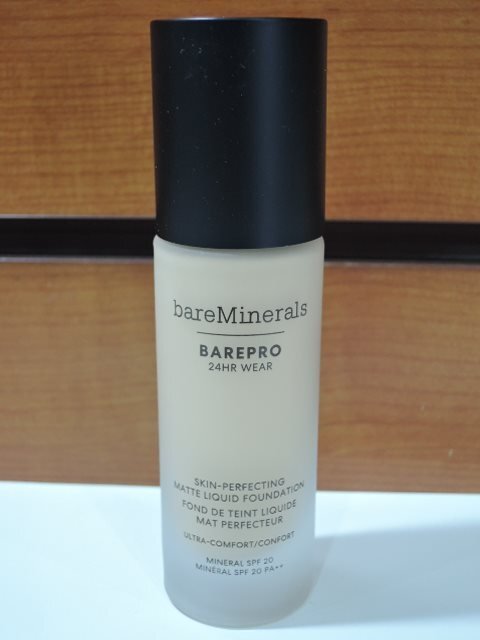 bareMinerals
BAREPRO
24HR WEAR
SKIN-PERFECTING
MATTE LIQUID FOUNDATION
FOND DE TEINT LIQUIDE
MAT PERFECTEUR
ULTRA-COMFORT/CONFORT
MINERAL SPF 20
MINÉRAL SPF 20 PA++